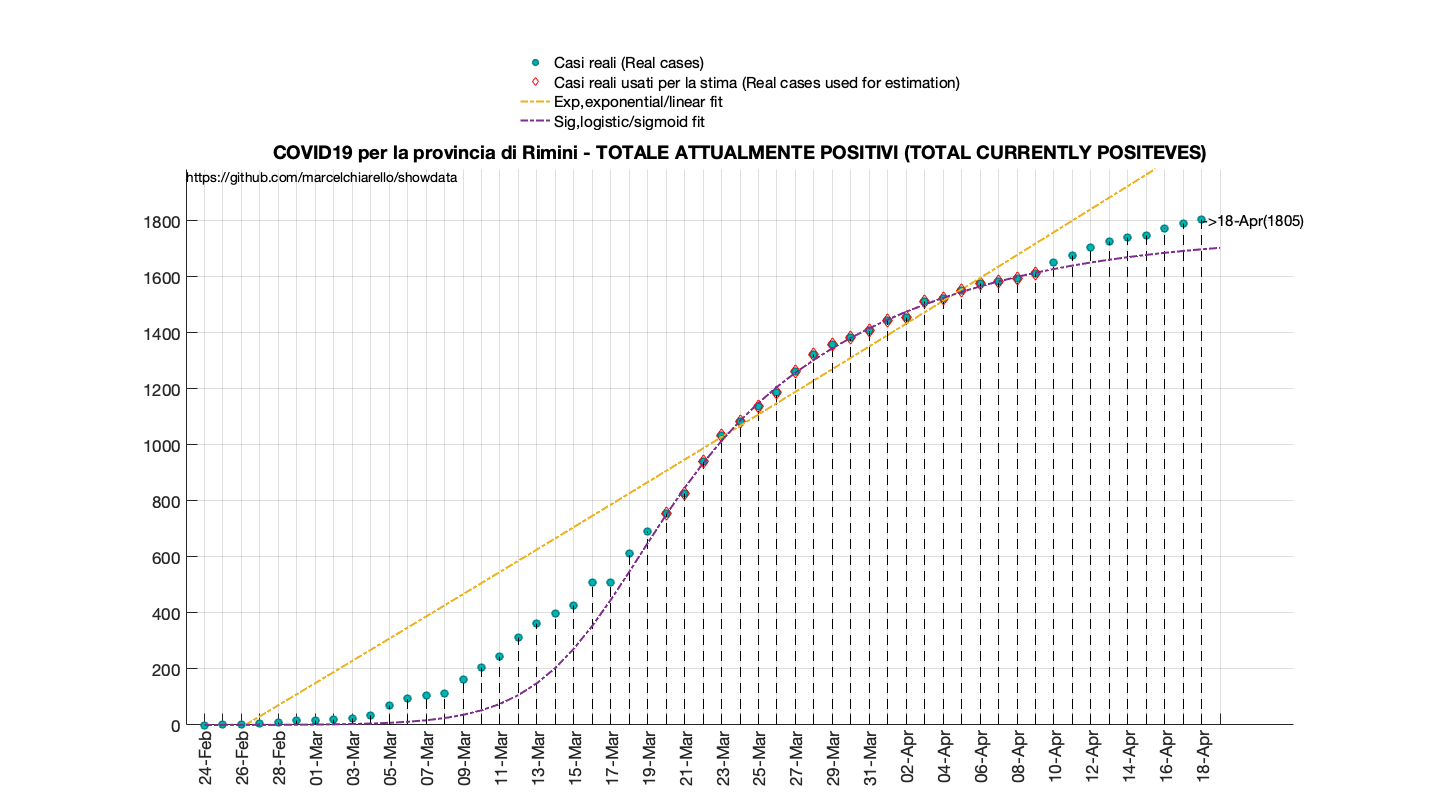 Casi reali (Real cases)
Casi reali usati per la stima (Real cases used for estimation)
Exp,exponential/linear fit
Sig,logistic/sigmoid fit
COVID19 per la provincia di Rimini - TOTALE ATTUALMENTE POSITIVI (TOTAL CURRENTLY POSITEVES)
https://github.com/marcelchiarello/showdata
1800
->18-Apr(1805)
1600
1400
1200
1000
800
600
400
200
0
24-Feb
26-Feb
28-Feb
01-Mar
03-Mar
05-Mar
07-Mar
09-Mar
11-Mar
13-Mar
15-Mar
17-Mar
19-Mar
21-Mar
23-Mar
25-Mar
27-Mar
29-Mar
31-Mar
02-Apr
04-Apr
06-Apr
08-Apr
10-Apr
12-Apr
14-Apr
16-Apr
18-Apr